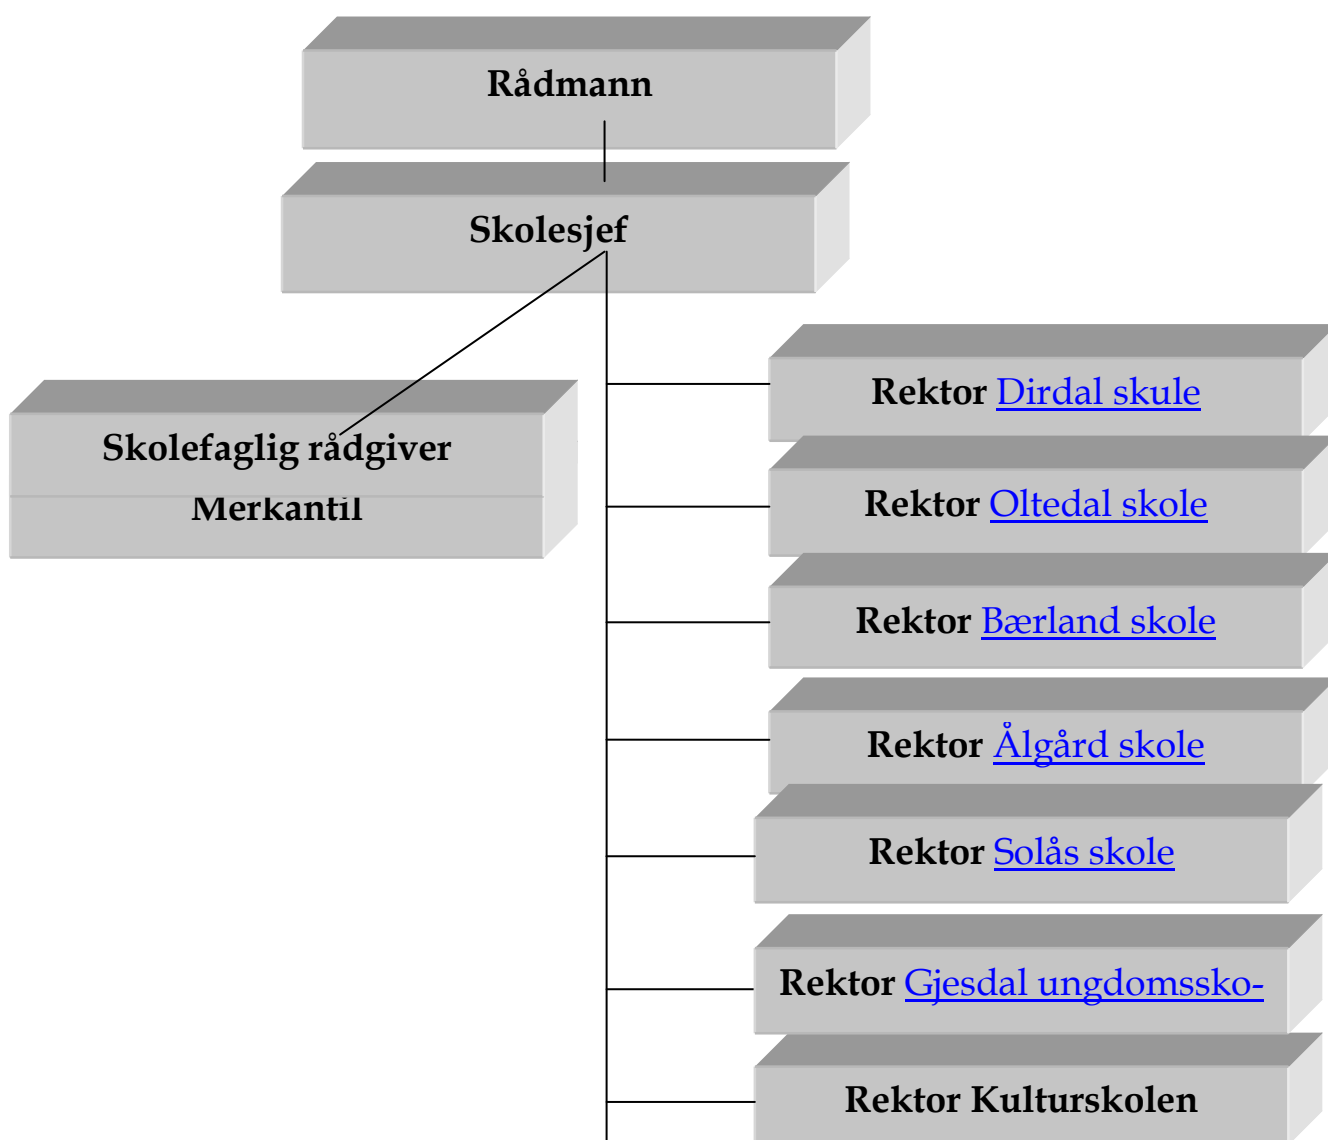 Rådmann
Skolesjef
Skolefaglig rådgiver
Merkantil
Rektor Dirdal skule
Rektor Oltedal skole
Rektor Bærland skole
Rektor Ålgård skole
Rektor Solås skole
Rektor Gjesdal ungdomssko-
Rektor Kulturskolen